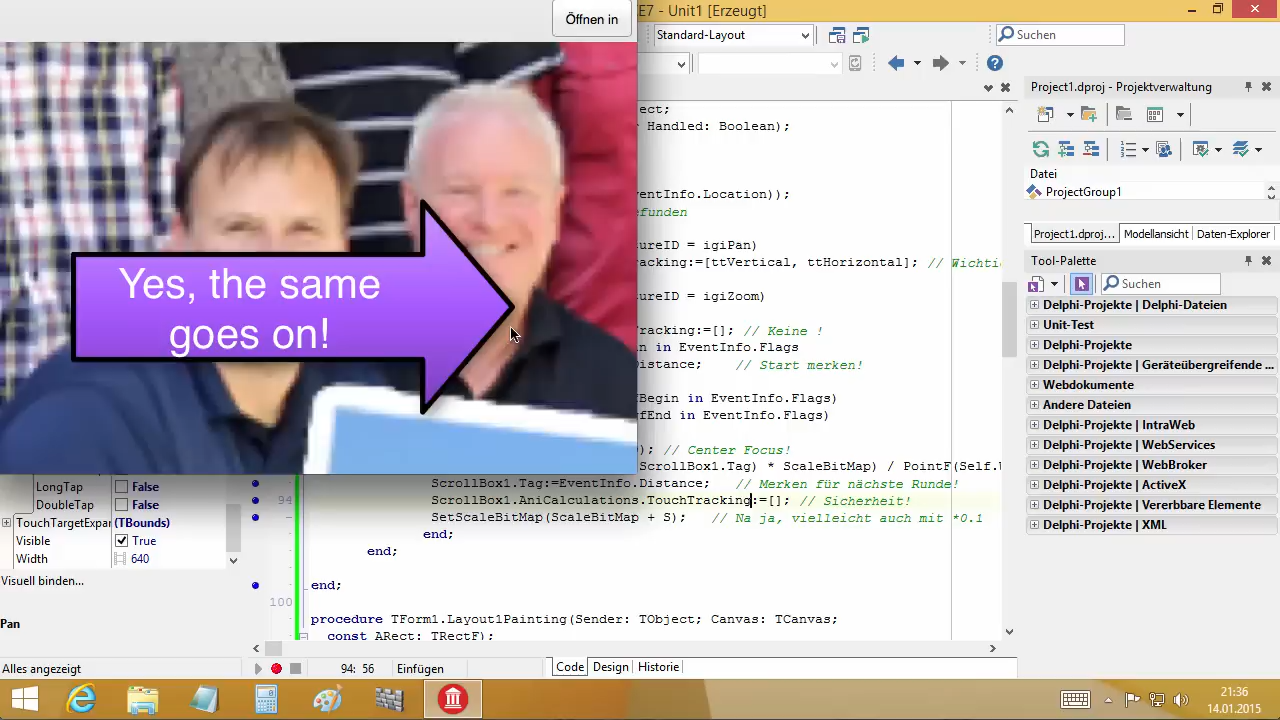 Öffnen in
E7 - Unit1 [Erzeugt]
Standard-Layout
Suchen
Yes, the same
goes on!
ect;
Handled: Boolean);
ventInfo.Location));
efunden
ureID = igiPan)
racking:=[ttVertical, ttHorizontal]; // Wichti
ureID = igiZoom)
Tracking:=[]; // Keine !
n in EventInfo.Flags
Distance; // Start merken!
Begin in EventInfo.Flags)
fEnd in EventInfo.Flags)
); // Center Focus!
ScrollBox1.Tag) * ScaleBitMap) / PointF(Self.
ScrollBox1.Tag:=EventInfo.Distance; // Merken für nächste Runde!
94 ScrollBox1.AniCalculations.TouchTracking:=[]; // Sicherheit!
SetScaleBitMap(ScaleBitMap + S); // Na ja, vielleicht auch mit *0.1
end;
end;
end;
100
procedure TForm1.Layout1Painting(Sender: TObject; Canvas: TCanvas;
const ARect: TRectF);
LongTap False
DoubleTap False
TouchTargetExpar (TBounds)
Visible True
Width 640
Visuell binden...
Pan
Alles angezeigt
94: 56 Einfügen
Code Design Historie
Project1.dproj - Projektverwaltung
Datei
ProjectGroup1
Project1.dproj... Modellansicht Daten-Explorer
Tool-Palette
Suchen
Delphi-Projekte | Delphi-Dateien
Unit-Test
Delphi-Projekte
Delphi-Projekte | Geräteübergreifende ...
Webdokumente
Andere Dateien
Delphi-Projekte | IntraWeb
Delphi-Projekte | WebServices
Delphi-Projekte | WebBroker
Delphi-Projekte | ActiveX
Delphi-Projekte | Vererbbare Elemente
Delphi-Projekte | XML
21:36
14.01.2015